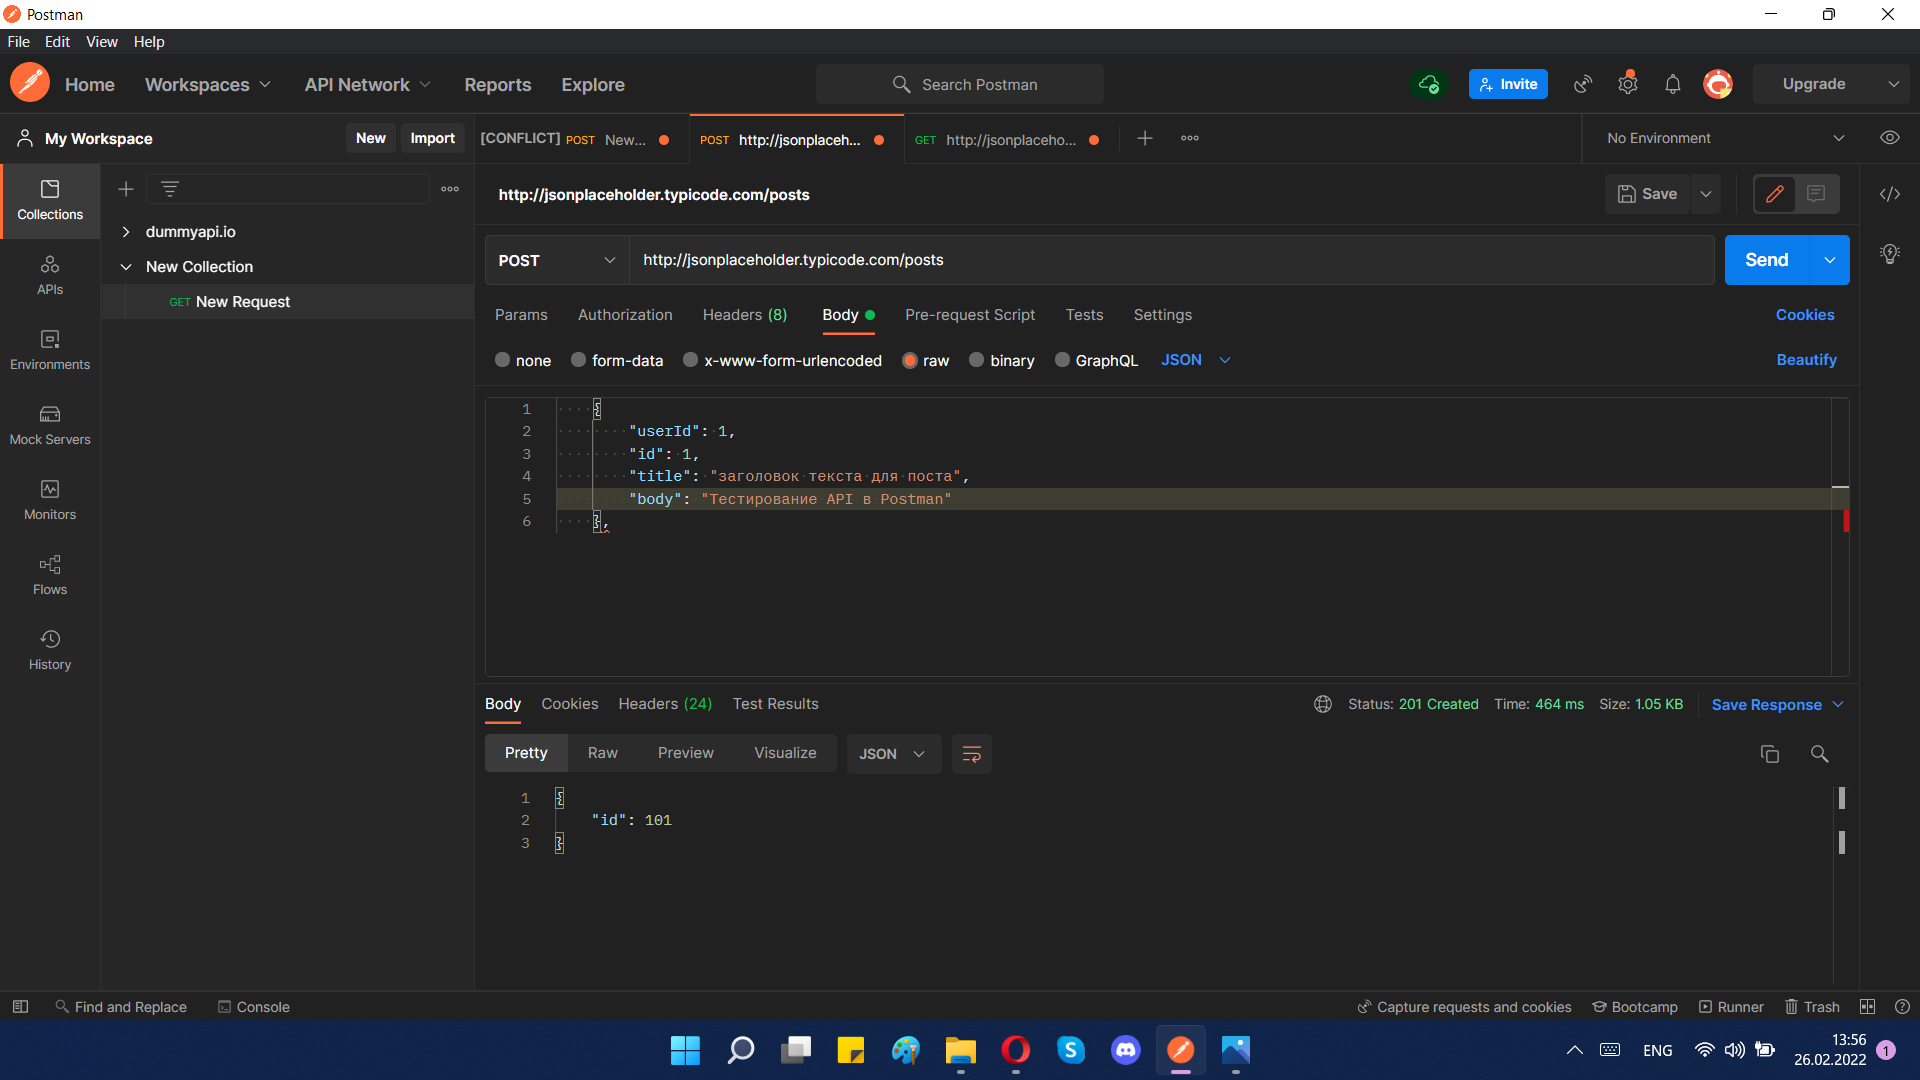 Postman
File Edit View Help
Home Workspaces API Network Reports Explore Search Postman Invite Upgrade
My Workspace New Import [CONFLICT] POST New... POST http://jsonplaceh... GET http://jsonplaceho... No Environment
Collections
APIs
Environments
Mock Servers
Monitors
Flows
History
dummyapi.io
New Collection
GET New Request
http://jsonplaceholder.typicode.com/posts Save
POST http://jsonplaceholder.typicode.com/posts Send
Params Authorization Headers (8) Body Pre-request Script Tests Settings Cookies
none form-data x-www-form-urlencoded raw binary GraphQL JSON Beautify
1 {
2 "userId": 1,
3 "id": 1,
4 "title": "заголовок текста для поста",
5 "body": "Тестирование API в Postman"
6 },
Body Cookies Headers (24) Test Results Status: 201 Created Time: 464 ms Size: 1.05 KB Save Response
Pretty Raw Preview Visualize JSON
1 {
2 "id": 101
3 }
Find and Replace Console Capture requests and cookies Bootcamp Runner Trash
ENG 13:56
26.02.2022 1